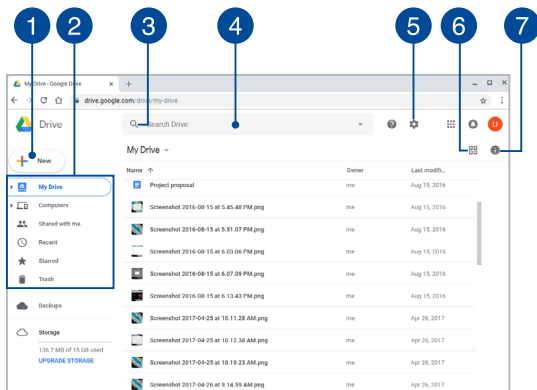 1 2 3 4 5 6 7
My Drive - Google Drive
drive.google.com/drive/my-drive
Drive
Search Drive
U
New
My Drive
Name Owner Last modifi...
My Drive
Computers
Shared with me
Recent
Starred
Trash
Backups
Storage
136.7 MB of 15 GB used
UPGRADE STORAGE
Project proposal me Aug 19, 2016
Screenshot 2016-08-15 at 5.45.48 PM.png me Aug 15, 2016
Screenshot 2016-08-15 at 5.51.07 PM.png me Aug 15, 2016
Screenshot 2016-08-15 at 6.03.06 PM.png me Aug 15, 2016
Screenshot 2016-08-15 at 6.07.09 PM.png me Aug 15, 2016
Screenshot 2016-08-15 at 6.13.43 PM.png me Aug 15, 2016
Screenshot 2017-04-25 at 10.11.28 AM.png me Apr 26, 2017
Screenshot 2017-04-25 at 10.12.38 AM.png me Apr 26, 2017
Screenshot 2017-04-25 at 10.19.23 AM.png me Apr 26, 2017
Screenshot 2017-04-26 at 9.14.59 AM.png me Apr 26, 2017